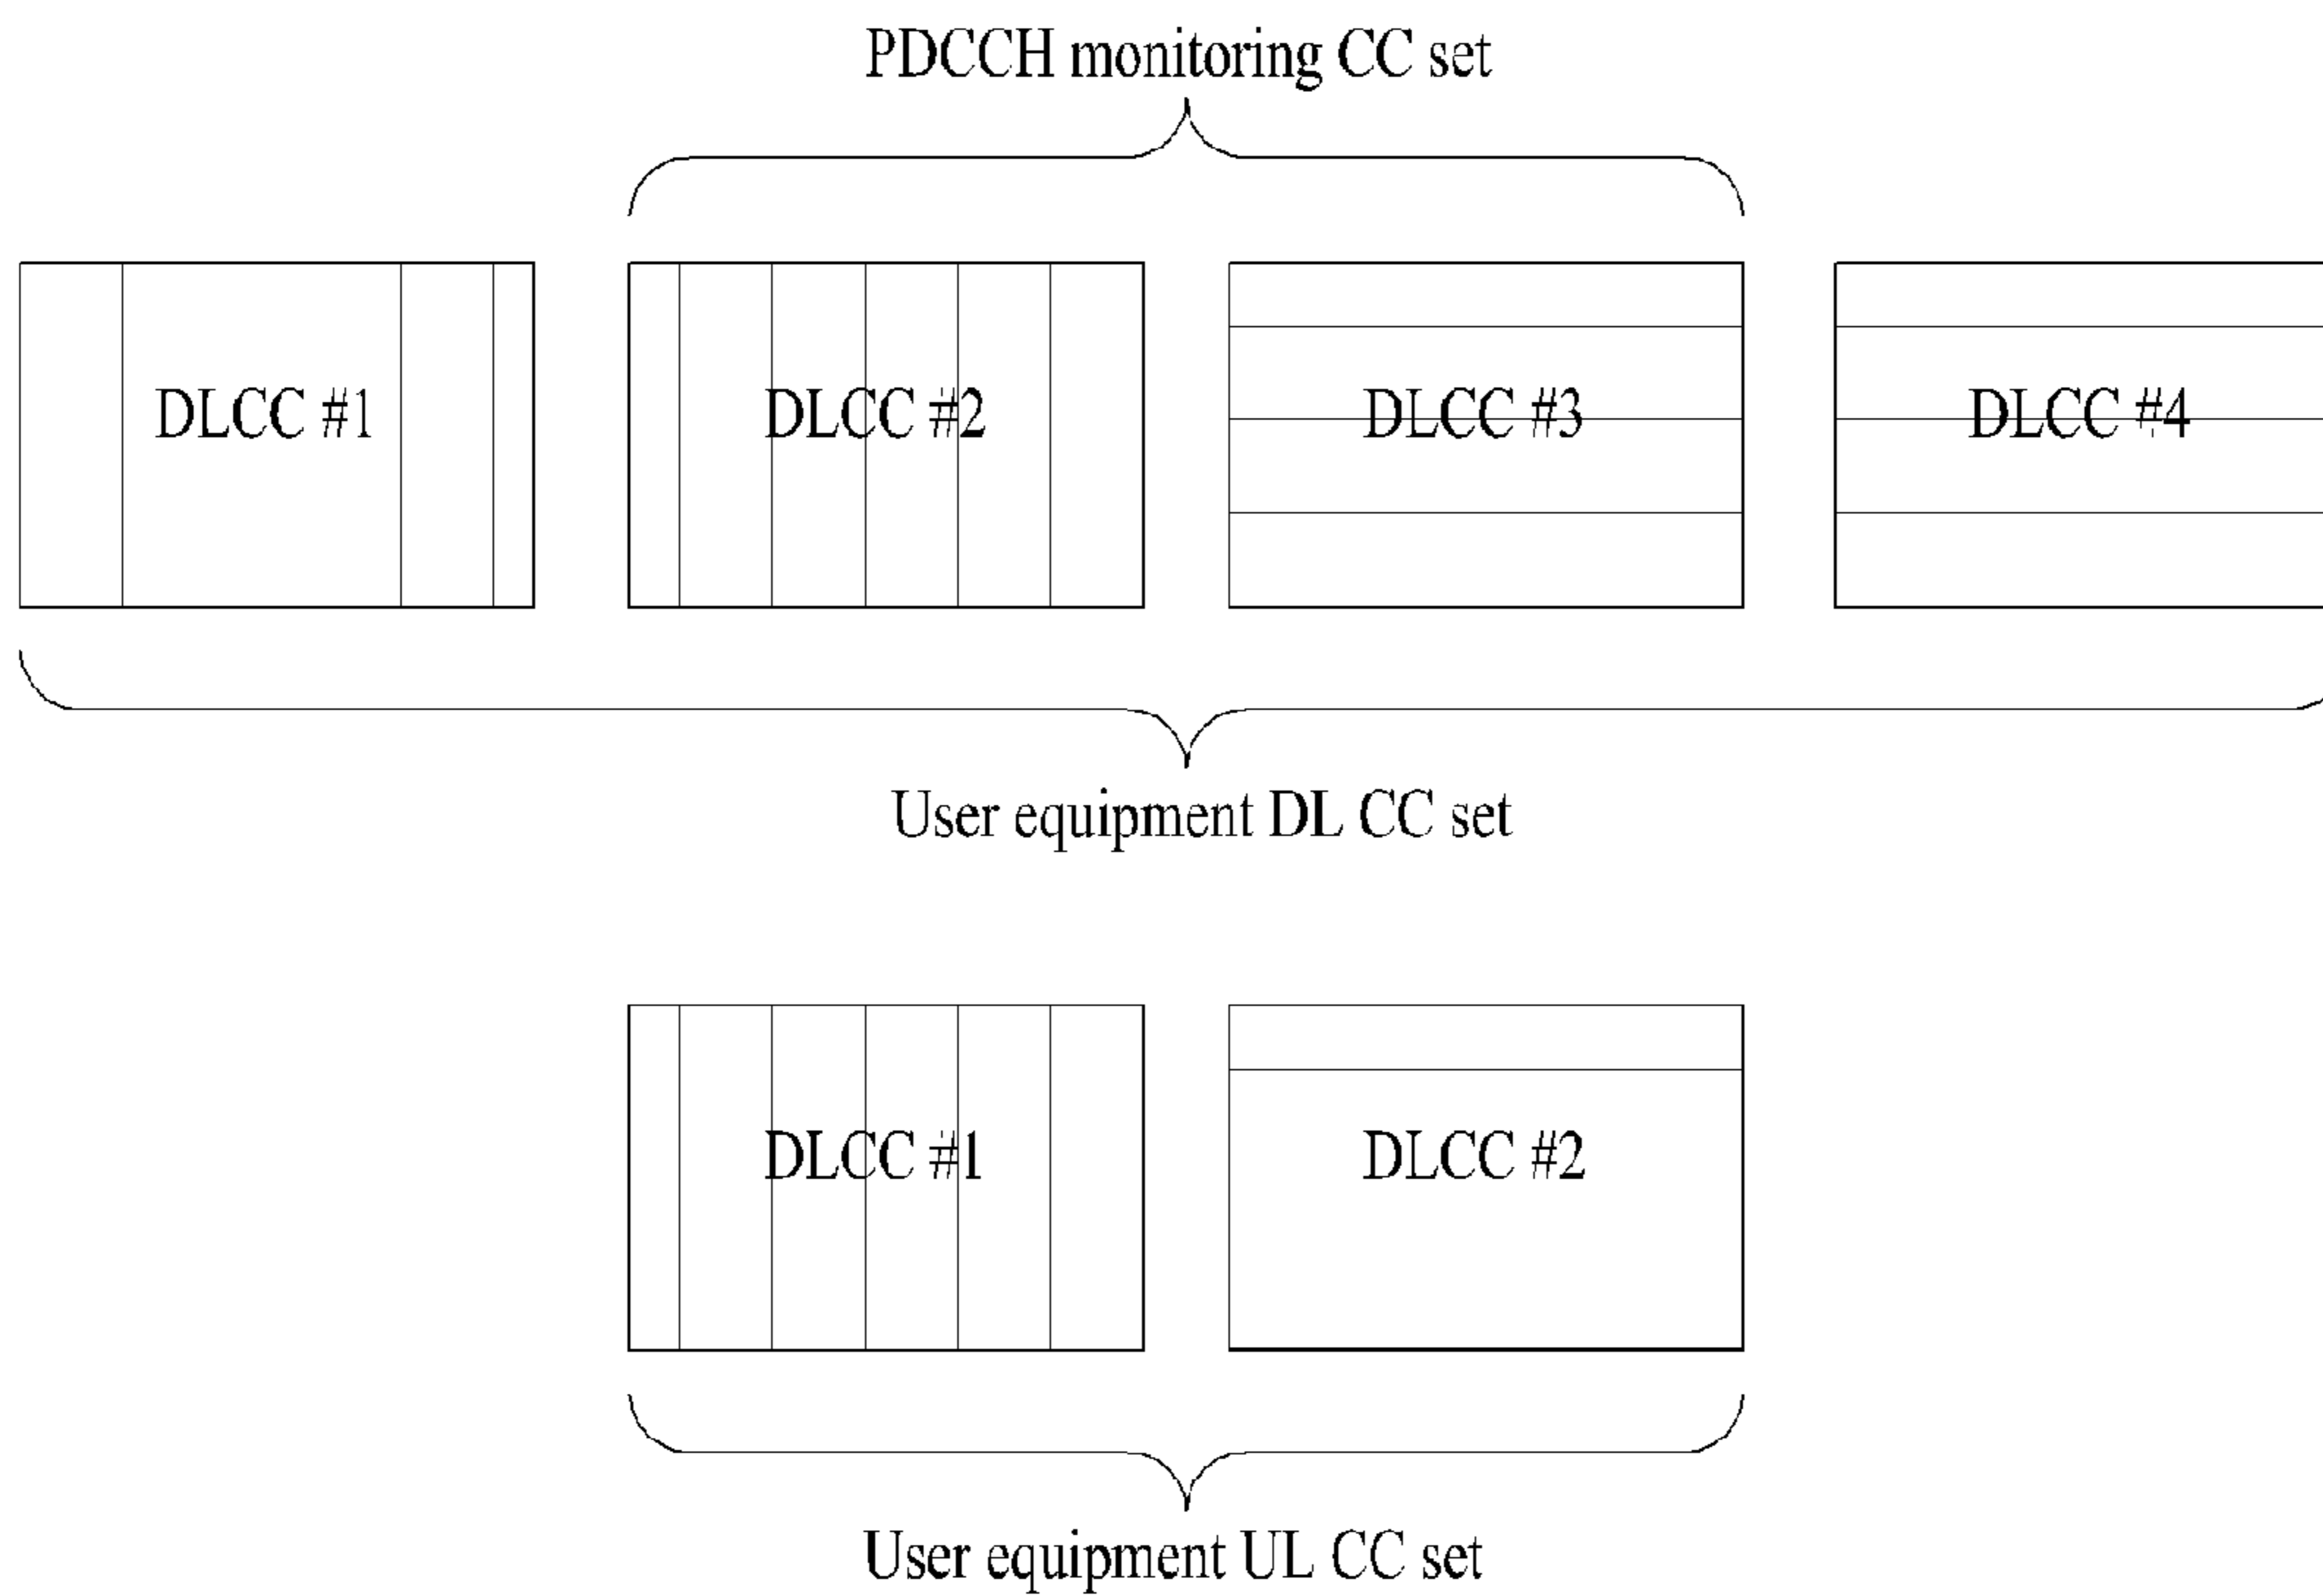 PDCCH monitoring CC set
DLCC #1 DLCC #2 DLCC #3 DLCC #4
User equipment DL CC set
DLCC #1 DLCC #2
User equipment UL CC set